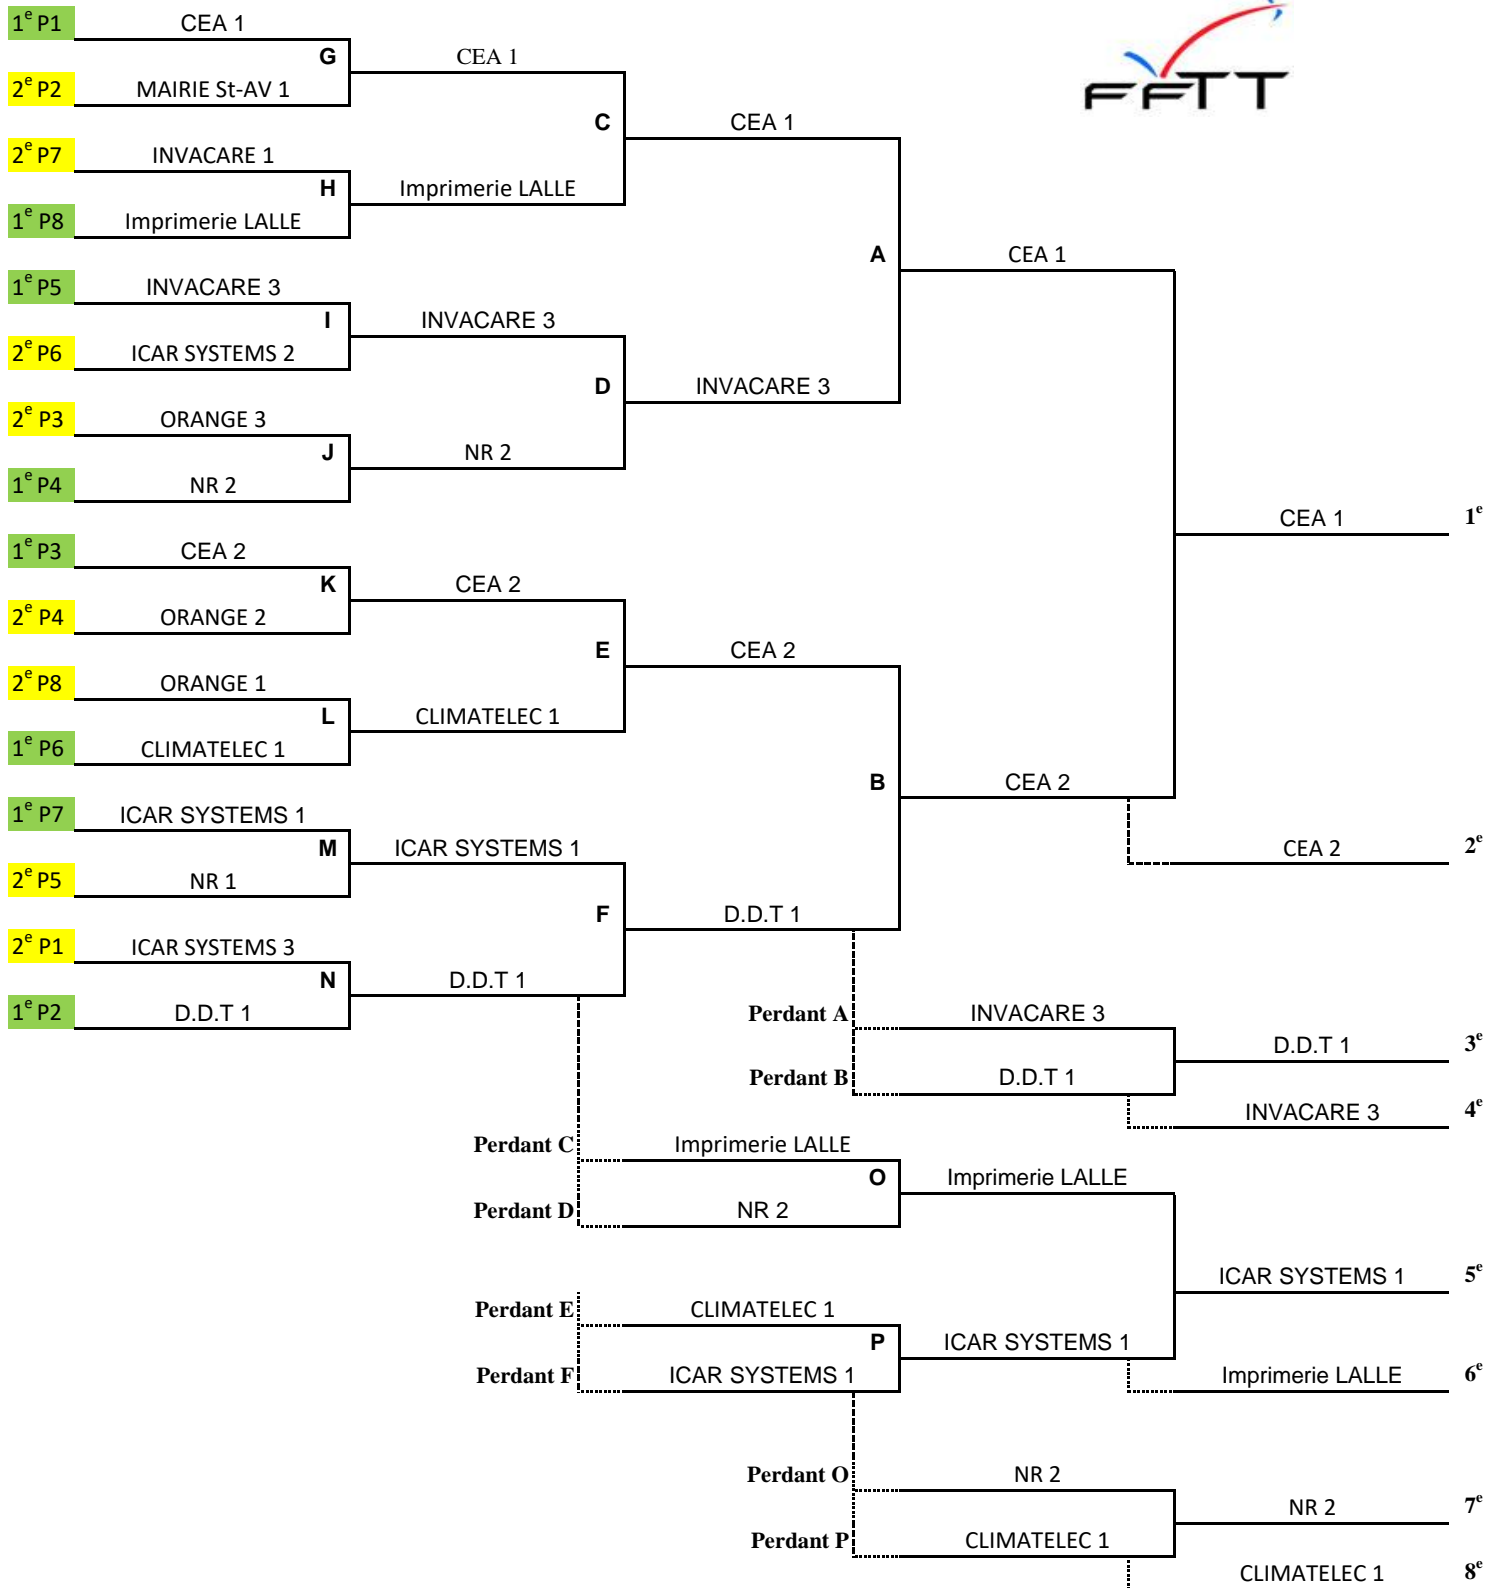 1e P1 CEA 1
G CEA 1
2e P2 MAIRIE St-AV 1
FFTT
C CEA 1
2e P7 INVACARE 1
H Imprimerie LALLE
1e P8 Imprimerie LALLE
A CEA 1
1e P5 INVACARE 3
I INVACARE 3
2e P6 ICAR SYSTEMS 2
D INVACARE 3
2e P3 ORANGE 3
J NR 2
1e P4 NR 2
CEA 1 1e
1e P3 CEA 2
K CEA 2
2e P4 ORANGE 2
E CEA 2
2e P8 ORANGE 1
L CLIMATELEC 1
1e P6 CLIMATELEC 1
B CEA 2
1e P7 ICAR SYSTEMS 1
M ICAR SYSTEMS 1
CEA 2 2e
2e P5 NR 1
F D.D.T 1
2e P1 ICAR SYSTEMS 3
N D.D.T 1
1e P2 D.D.T 1
Perdant A INVACARE 3
D.D.T 1 3e
Perdant B D.D.T 1
INVACARE 3 4e
Perdant C Imprimerie LALLE
O Imprimerie LALLE
Perdant D NR 2
ICAR SYSTEMS 1 5e
Perdant E CLIMATELEC 1
P ICAR SYSTEMS 1
Perdant F ICAR SYSTEMS 1
Imprimerie LALLE 6e
Perdant O NR 2
NR 2 7e
Perdant P CLIMATELEC 1
CLIMATELEC 1 8e